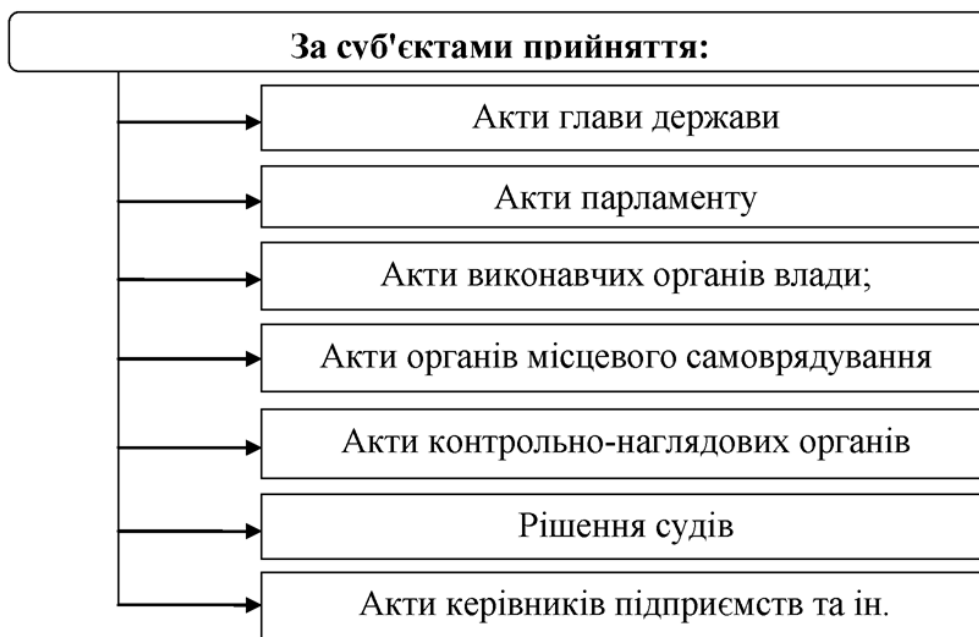 За суб'єктами прийняття:
Акти глави держави
Акти парламенту
Акти виконавчих органів влади;
Акти органів місцевого самоврядування
Акти контрольно-наглядових органів
Рішення судів
Акти керівників підприємств та ін.